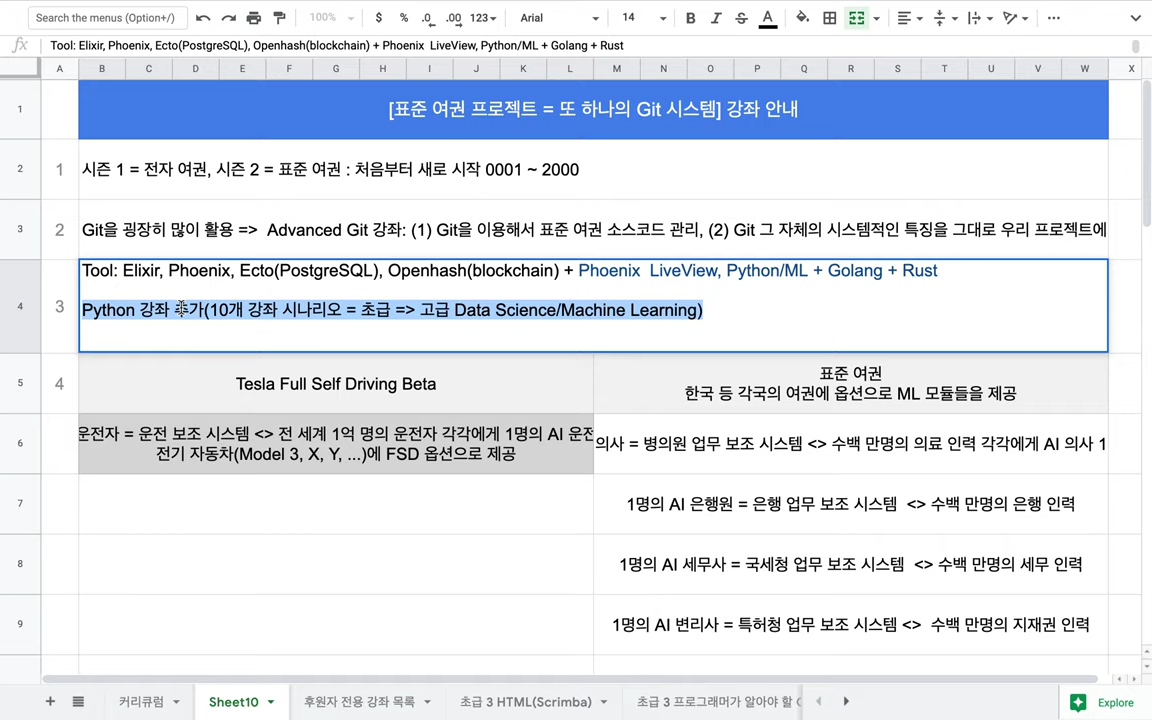 Search the menus (Option+/)
100%
$ % .0 .00 123
Arial
14
B I S A
fx
Tool: Elixir, Phoenix, Ecto(PostgreSQL), Openhash(blockchain) + Phoenix LiveView, Python/ML + Golang + Rust
A B C D E F G H I J K L M N O P Q R S T U V W X
1
[표준 여권 프로젝트 = 또 하나의 Git 시스템] 강좌 안내
2
1
시즌 1 = 전자 여권, 시즌 2 = 표준 여권 : 처음부터 새로 시작 0001 ~ 2000
3
2
Git을 굉장히 많이 활용 => Advanced Git 강좌: (1) Git을 이용해서 표준 여권 소스코드 관리, (2) Git 그 자체의 시스템적인 특징을 그대로 우리 프로젝트에
4
3
Tool: Elixir, Phoenix, Ecto(PostgreSQL), Openhash(blockchain) + Phoenix LiveView, Python/ML + Golang + Rust
Python 강좌 추가(10개 강좌 시나리오 = 초급 => 고급 Data Science/Machine Learning)
5
4
Tesla Full Self Driving Beta
표준 여권
한국 등 각국의 여권에 옵션으로 ML 모듈들을 제공
6
운전자 = 운전 보조 시스템 <> 전 세계 1억 명의 운전자 각각에게 1명의 AI 운전
전기 자동차(Model 3, X, Y, ...)에 FSD 옵션으로 제공
의사 = 병의원 업무 보조 시스템 <> 수백 만명의 의료 인력 각각에게 AI 의사 1
7
1명의 AI 은행원 = 은행 업무 보조 시스템 <> 수백 만명의 은행 인력
8
1명의 AI 세무사 = 국세청 업무 보조 시스템 <> 수백 만명의 세무 인력
9
1명의 AI 변리사 = 특허청 업무 보조 시스템 <> 수백 만명의 지재권 인력
커리큐럼
Sheet10
후원자 전용 강좌 목록
초급 3 HTML(Scrimba)
초급 3 프로그래머가 알아야 할
Explore